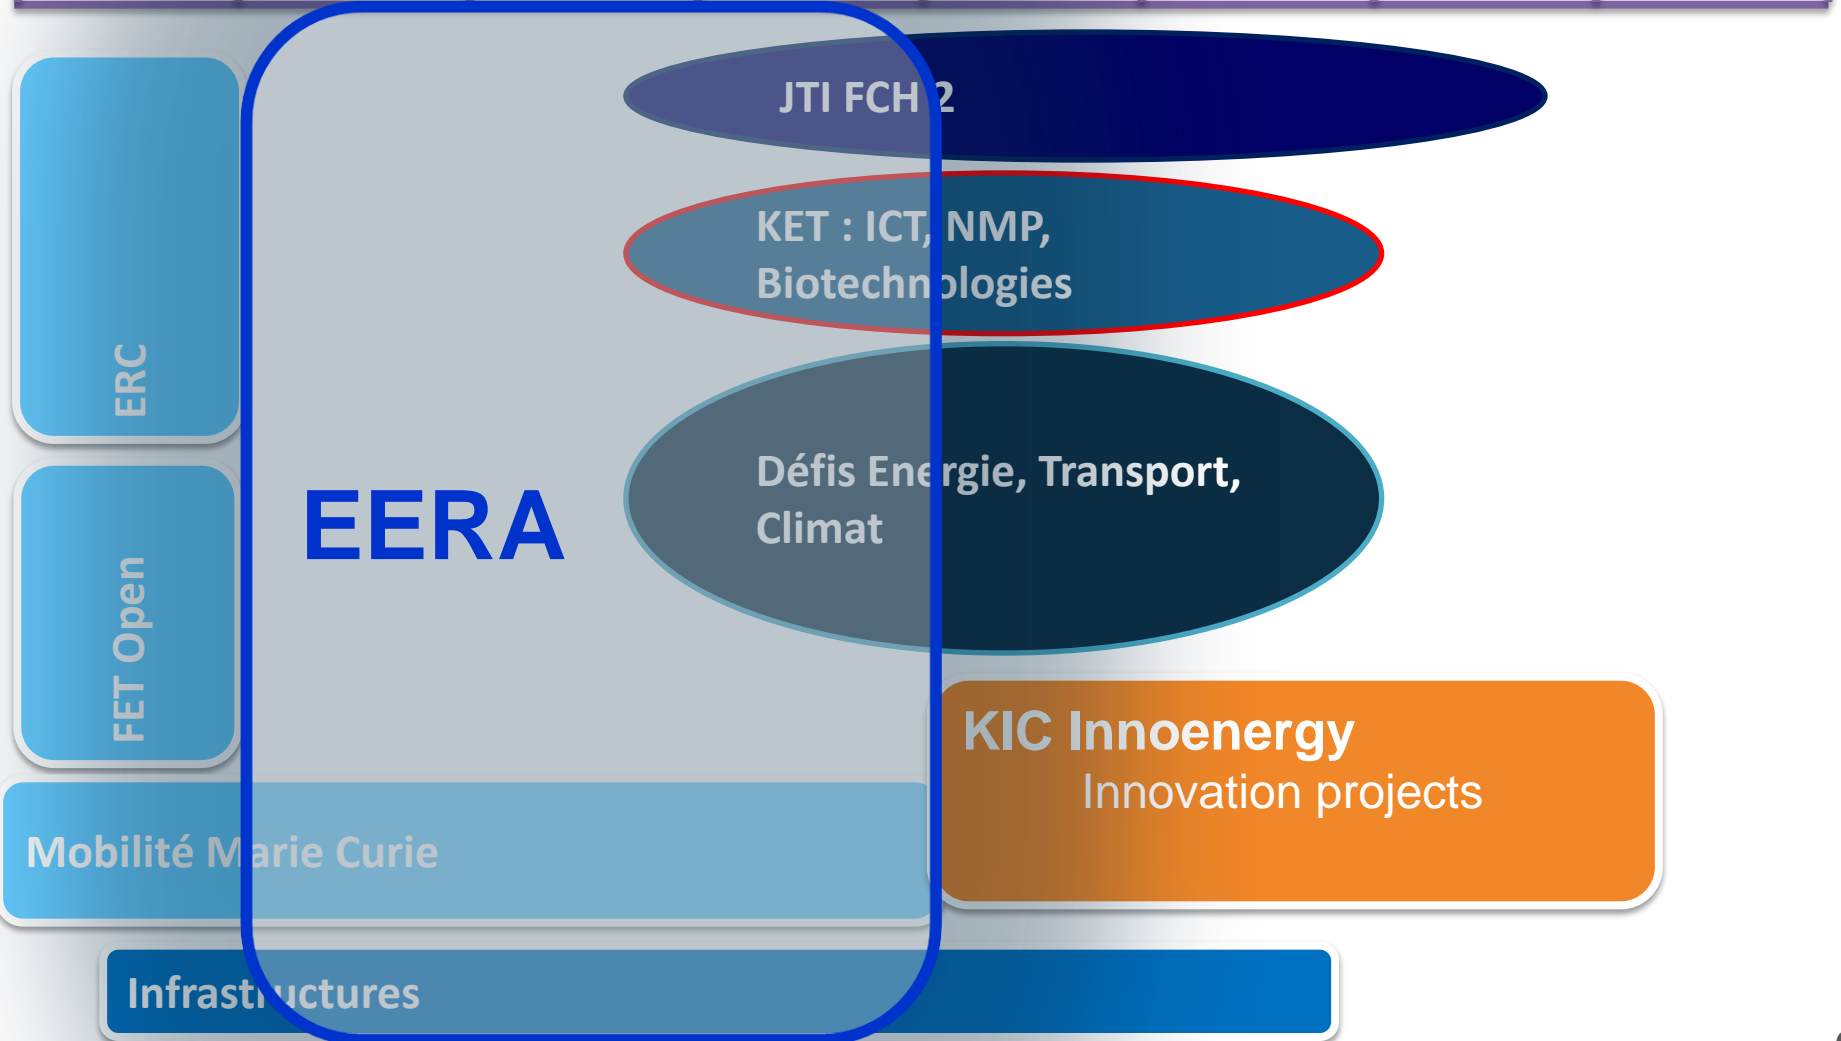 JTI FCH 2
KET : ICT, NMP,
Biotechnologies
ERC
Défis Energie, Transport,
Climat
EERA
FET Open
KIC Innoenergy
Innovation projects
Mobilité Marie Curie
Infrastructures